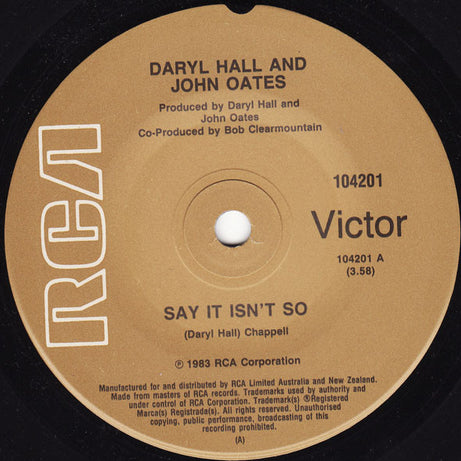 DARYL HALL AND
JOHN OATES
Produced by Daryl Hall and
John Oates
Co-Produced by Bob Clearmountain
RCA
104201
Victor
104201 A
(3.58)
SAY IT ISN'T SO
(Daryl Hall) Chappell
℗ 1983 RCA Corporation
Manufactured for and distributed by RCA Limited Australia and New Zealand.
Made from masters of RCA records. Trademarks used by authority and
under control of RCA Corporation. Trademark(s) ®Registered
Marca(s) Registrada(s). All rights reserved. Unauthorised
copying, public performance, broadcasting of this
recording prohibited.
(A)